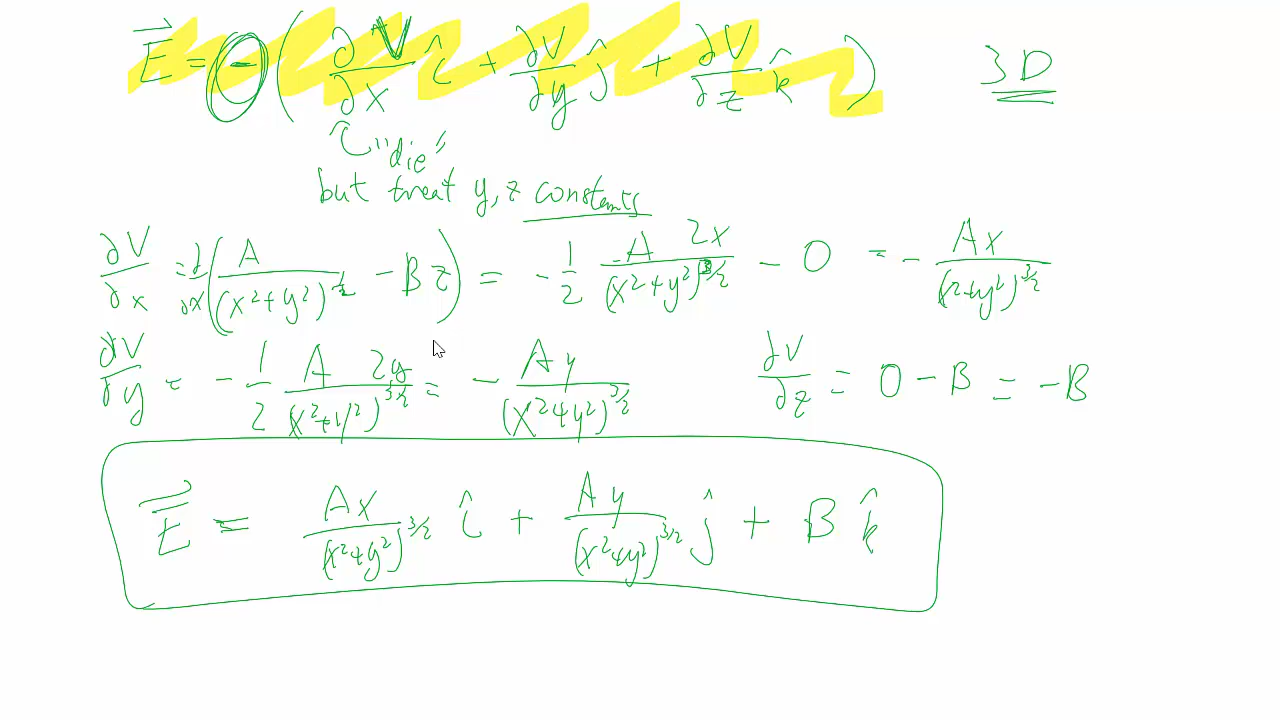 E⃗ = −(∂V/∂x î + ∂V/∂y ĵ + ∂V/∂z k̂) 3D
"die"
but treat y, z constants
∂V/∂x = ∂/∂x (A/(x²+y²)^1/2 − Bz) = −1/2 A 2x/(x²+y²)^3/2 − 0 = − Ax/(x²+y²)^3/2
∂V/∂y = −1/2 A 2y/(x²+y²)^3/2 = − Ay/(x²+y²)^3/2 ∂V/∂z = 0 − B = −B
E⃗ = Ax/(x²+y²)^3/2 î + Ay/(x²+y²)^3/2 ĵ + B k̂